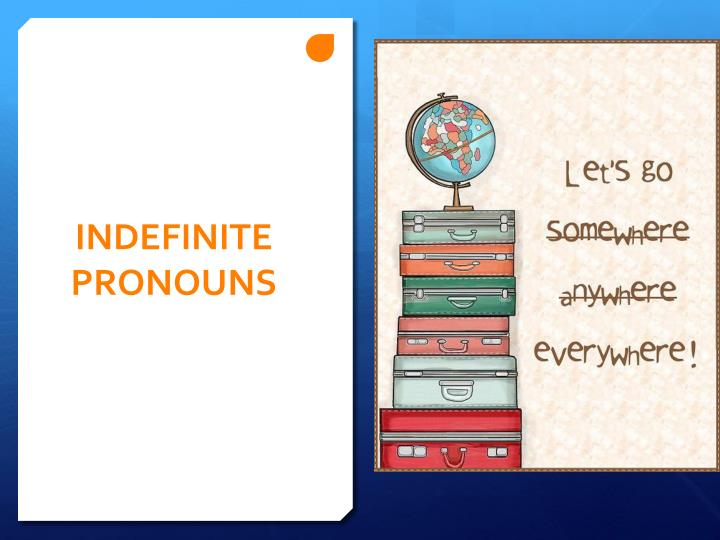 INDEFINITE
PRONOUNS
Let's go
somewhere
anywhere
everywhere!